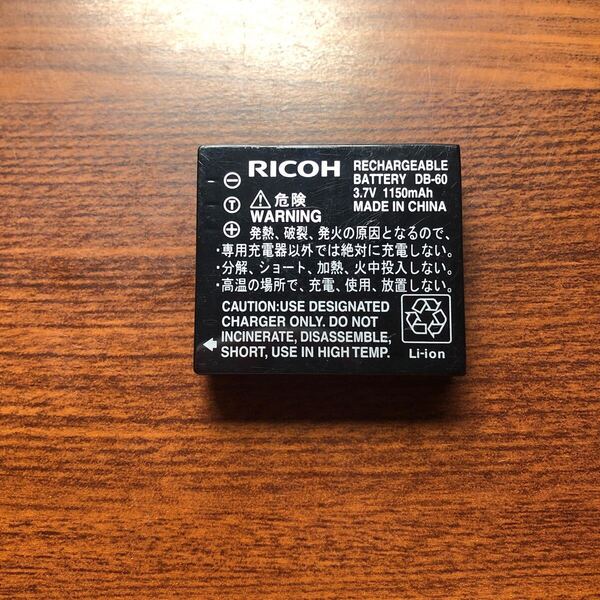 RICOH
RECHARGEABLE
BATTERY DB-60
3.7V 1150mAh
MADE IN CHINA
⊖
Ⓣ
⊕
⚠危険
WARNING
発熱、破裂、発火の原因となるので、
・専用充電器以外では絶対に充電しない。
・分解、ショート、加熱、火中投入しない。
・高温の場所で、充電、使用、放置しない。
CAUTION:USE DESIGNATED
CHARGER ONLY. DO NOT
INCINERATE, DISASSEMBLE,
SHORT, USE IN HIGH TEMP.
Li-ion